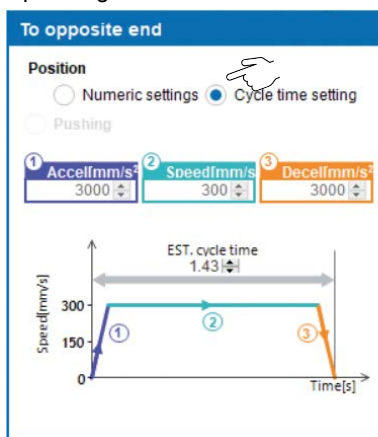 To opposite end
Position
Numeric settings Cycle time setting
Pushing
1 Accel[mm/s² 2 Speed[mm/s 3 Decel[mm/s²
3000 300 3000
EST. cycle time
1.43
Speed[mm/s]
300
150
0
1 2 3
Time[s]